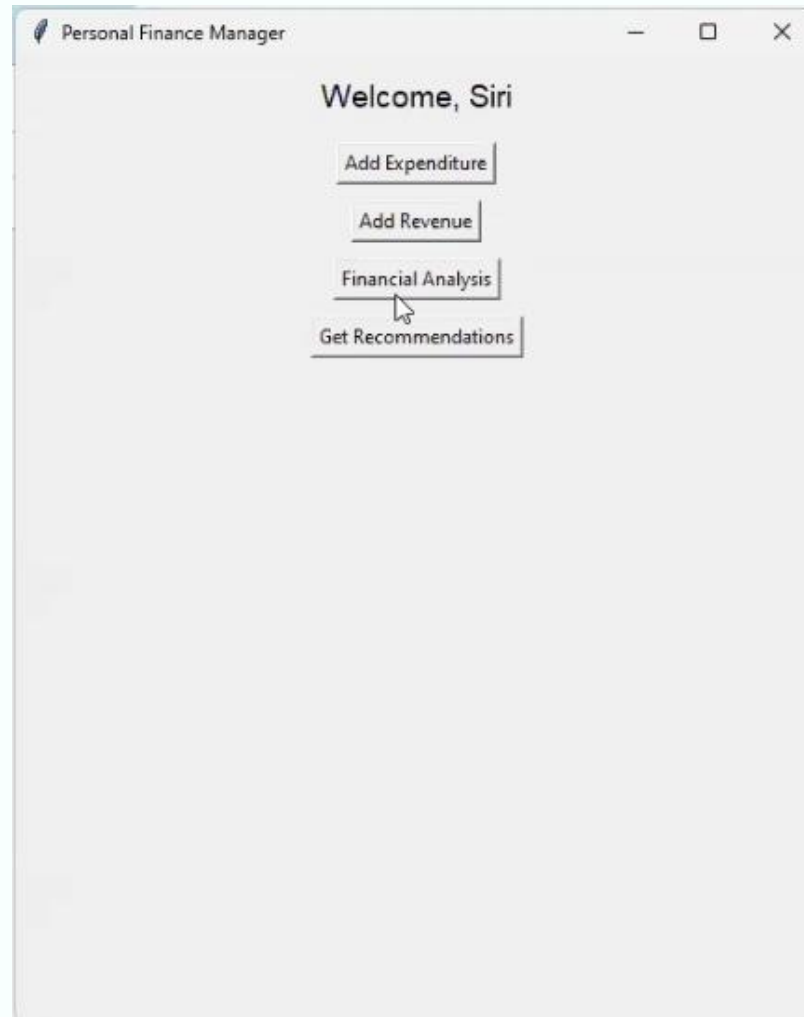 Personal Finance Manager
Welcome, Siri
Add Expenditure
Add Revenue
Financial Analysis
Get Recommendations